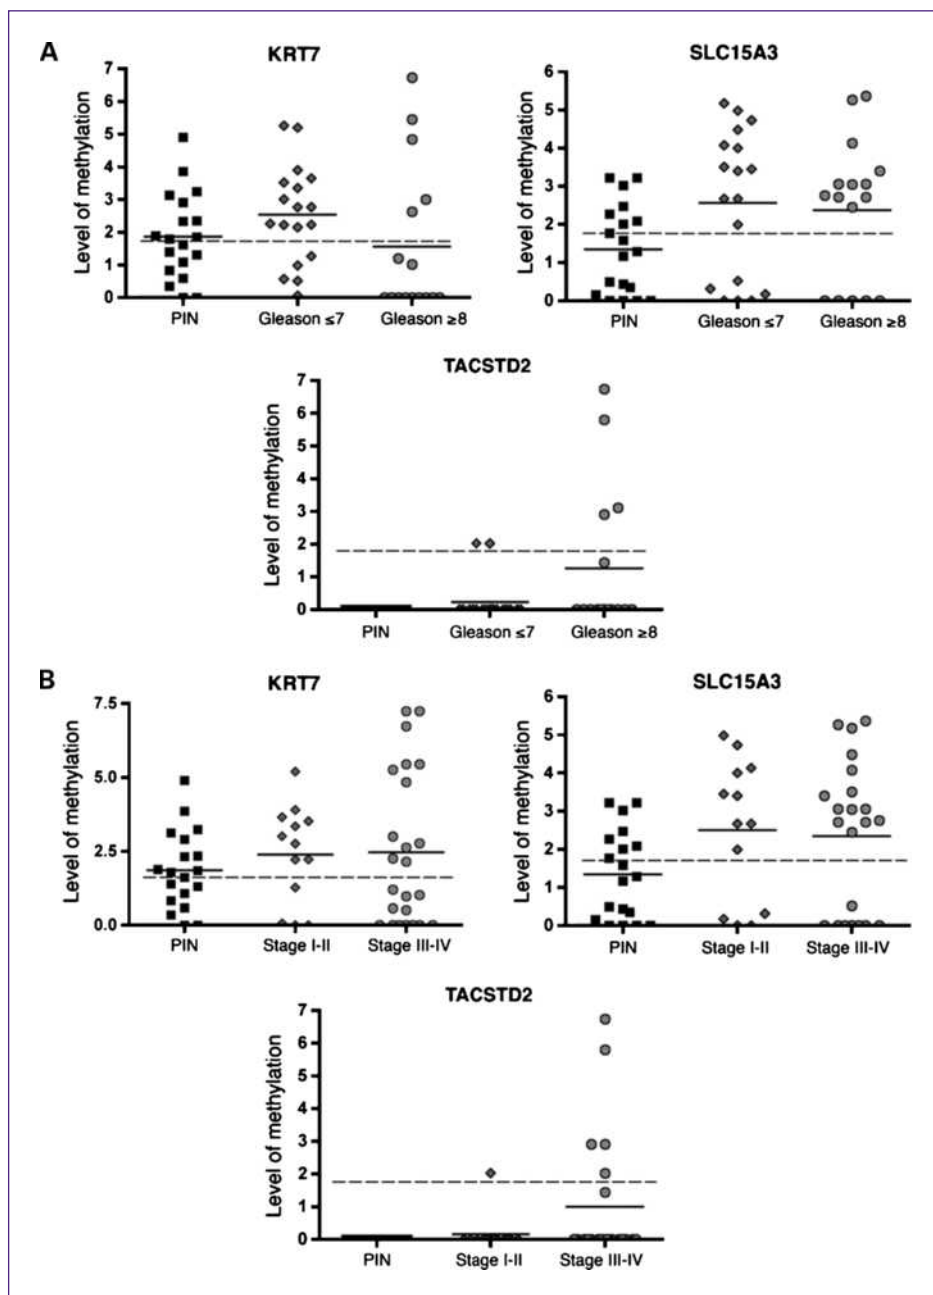 A
KRT7
Level of methylation
7
6
5
4
3
2
1
0
PIN
Gleason ≤7
Gleason ≥8
SLC15A3
Level of methylation
6
5
4
3
2
1
0
PIN
Gleason ≤7
Gleason ≥8
TACSTD2
Level of methylation
7
6
5
4
3
2
1
0
PIN
Gleason ≤7
Gleason ≥8
B
KRT7
Level of methylation
7.5
5.0
2.5
0.0
PIN
Stage I-II
Stage III-IV
SLC15A3
Level of methylation
6
5
4
3
2
1
0
PIN
Stage I-II
Stage III-IV
TACSTD2
Level of methylation
7
6
5
4
3
2
1
0
PIN
Stage I-II
Stage III-IV